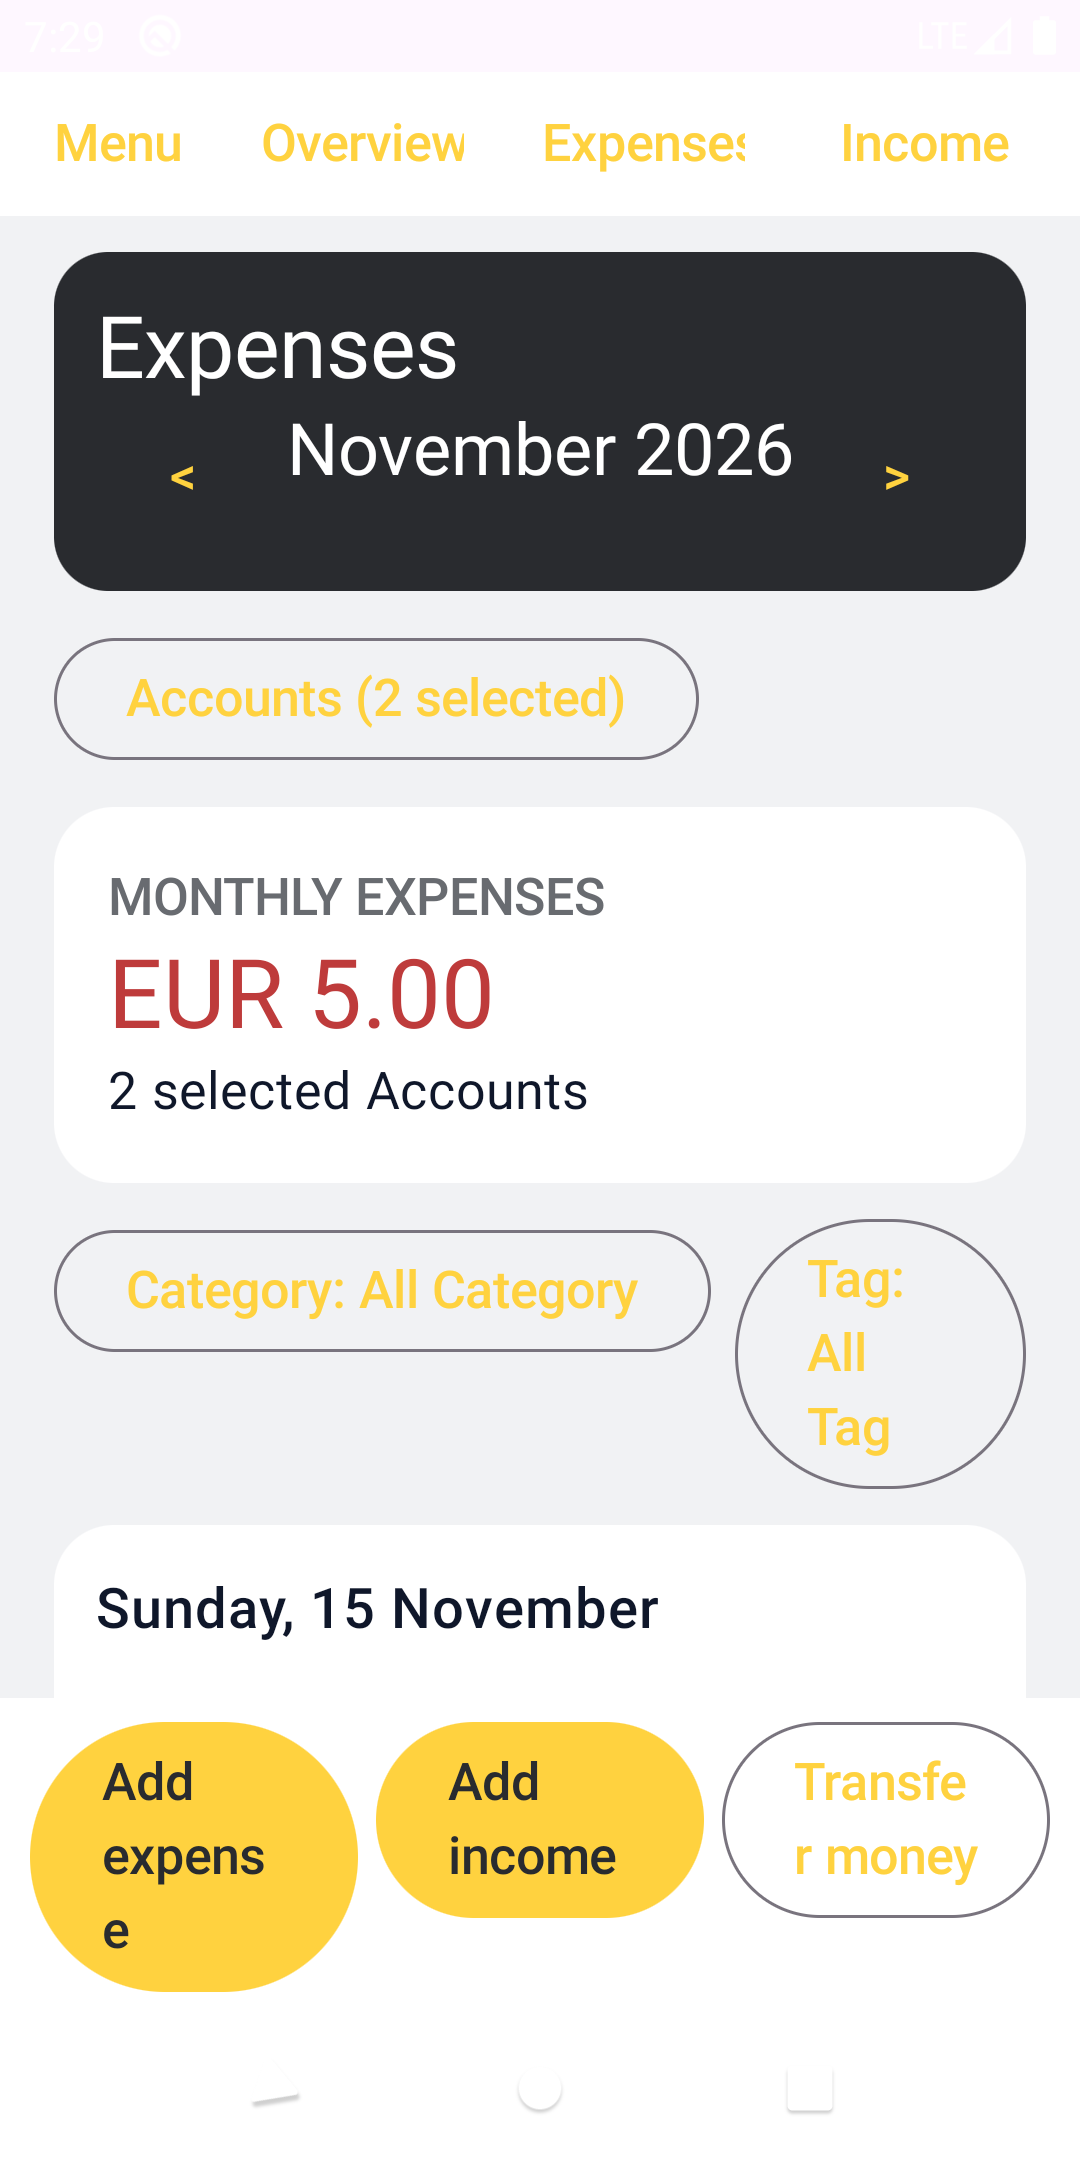 7:29 LTE
Menu Overview Expenses Income
Expenses
< November 2026 >
Accounts (2 selected)
MONTHLY EXPENSES
EUR 5.00
2 selected Accounts
Category: All Category
Tag:
All
Tag
Sunday, 15 November
Add
expens
e
Add
income
Transfe
r money